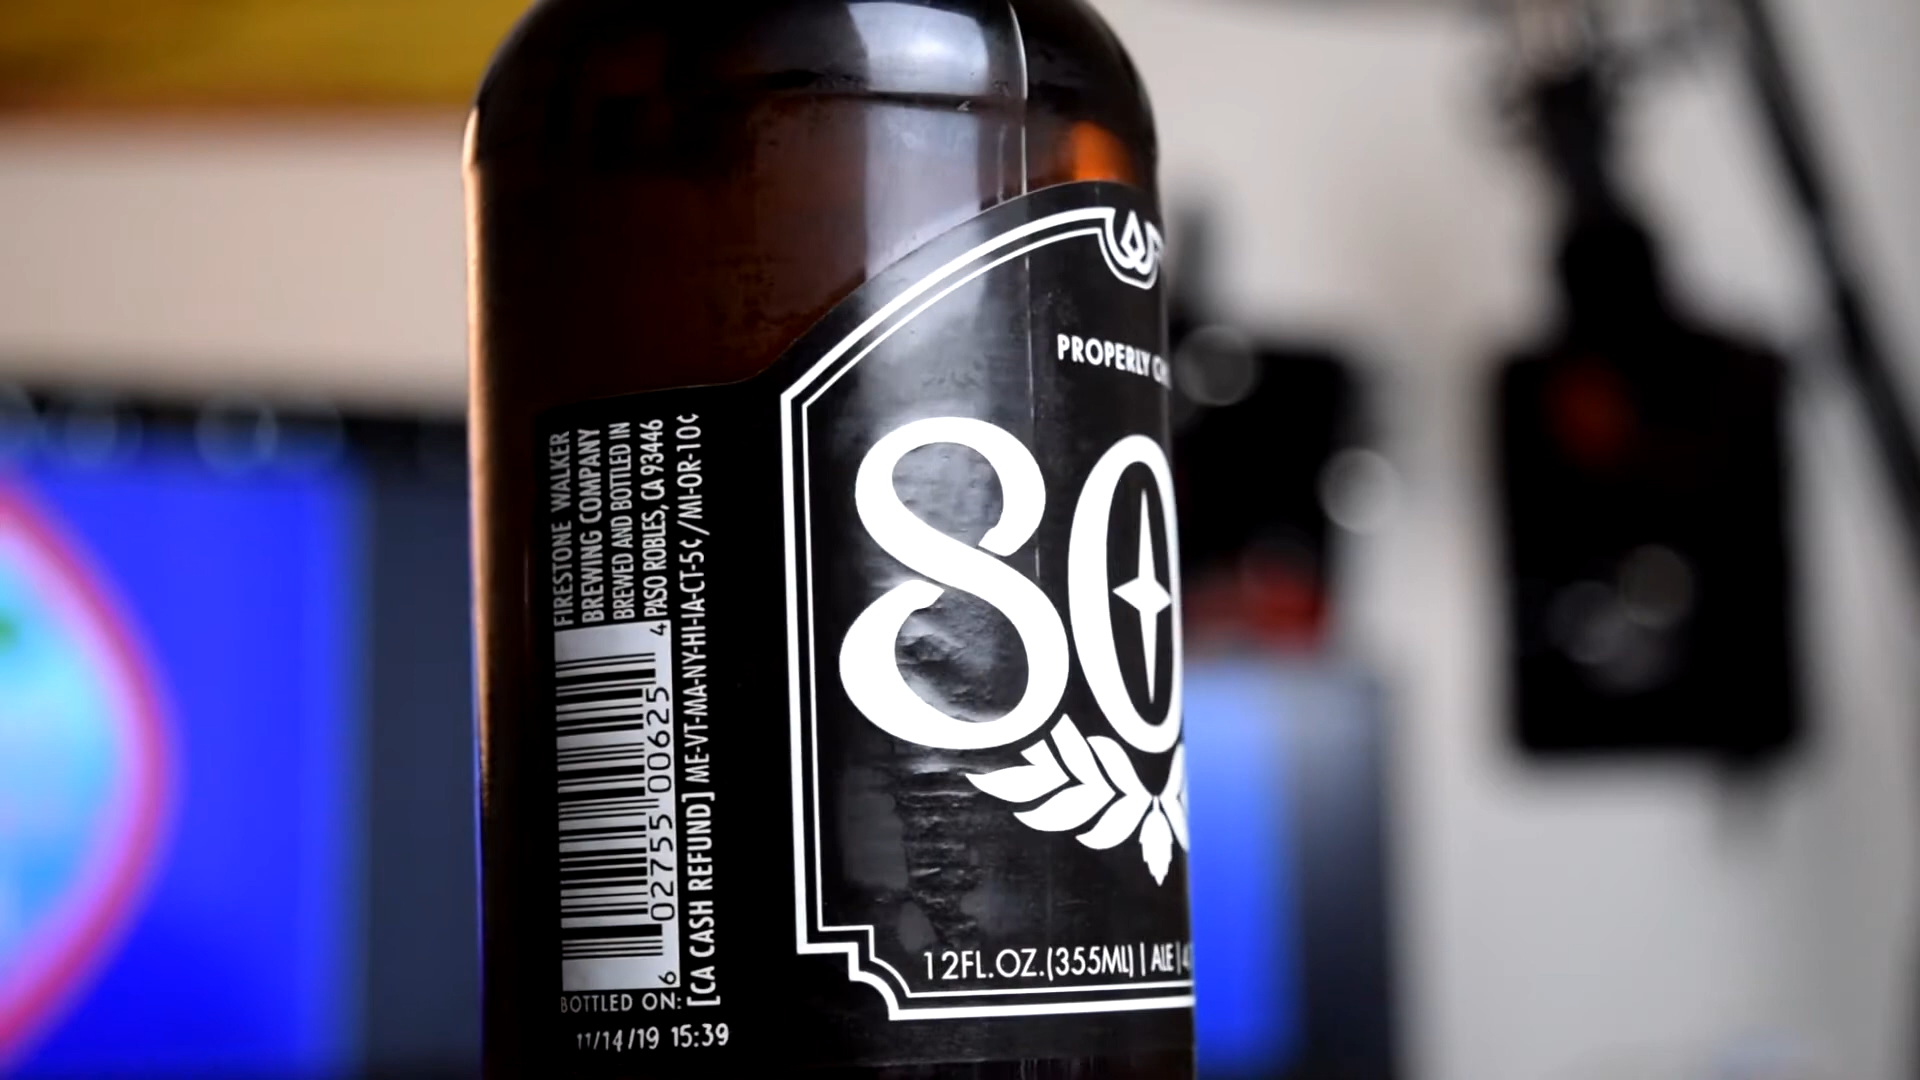 FIRESTONE WALKER
BREWING COMPANY
BREWED AND BOTTLED IN
PASO ROBLES, CA 93446
[CA CASH REFUND] ME-VT-MA-NY-HI-IA-CT-5¢/MI-OR-10¢
6 02755 00625 4
BOTTLED ON:
11/14/19 15:39
PROPERLY
80
12FL.OZ.(355ML) | ALE |